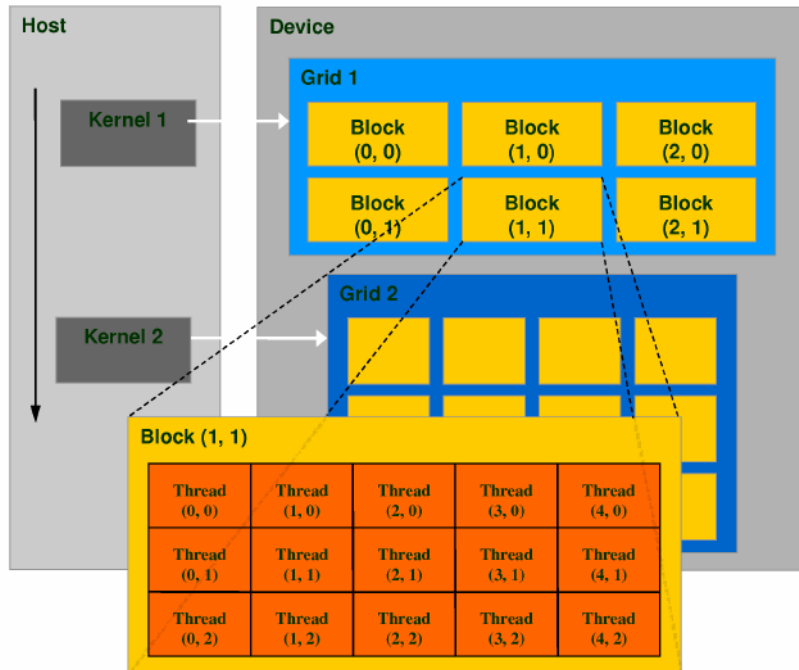 Host
Device
Grid 1
Kernel 1
Block
(0, 0)
Block
(1, 0)
Block
(2, 0)
Block
(0, 1)
Block
(1, 1)
Block
(2, 1)
Grid 2
Kernel 2
Block (1, 1)
Thread
(0, 0)
Thread
(1, 0)
Thread
(2, 0)
Thread
(3, 0)
Thread
(4, 0)
Thread
(0, 1)
Thread
(1, 1)
Thread
(2, 1)
Thread
(3, 1)
Thread
(4, 1)
Thread
(0, 2)
Thread
(1, 2)
Thread
(2, 2)
Thread
(3, 2)
Thread
(4, 2)